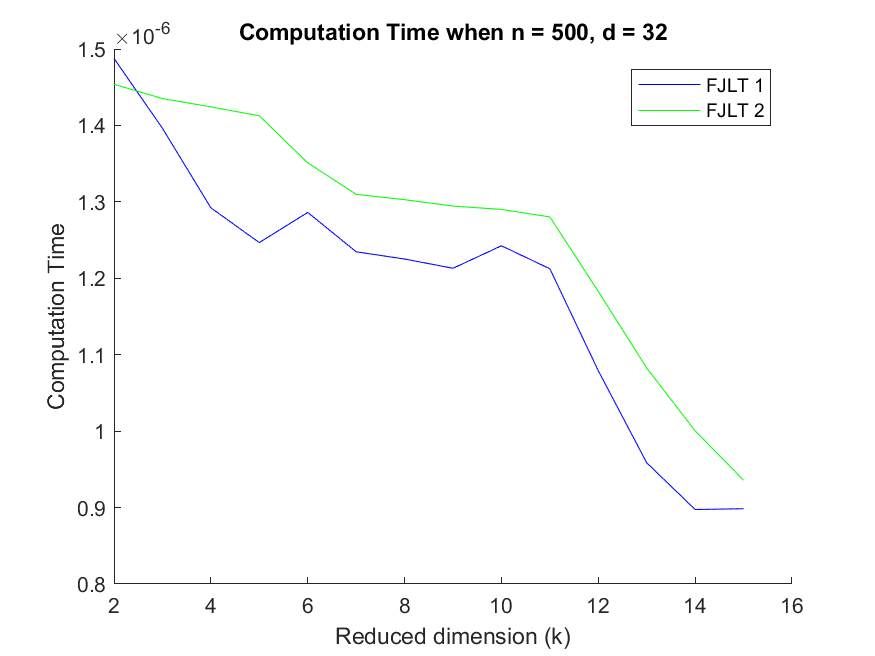 Computation Time when n = 500, d = 32
×10⁻⁶
1.5
1.4
1.3
1.2
1.1
1
0.9
0.8
Computation Time
FJLT 1
FJLT 2
2 4 6 8 10 12 14 16
Reduced dimension (k)